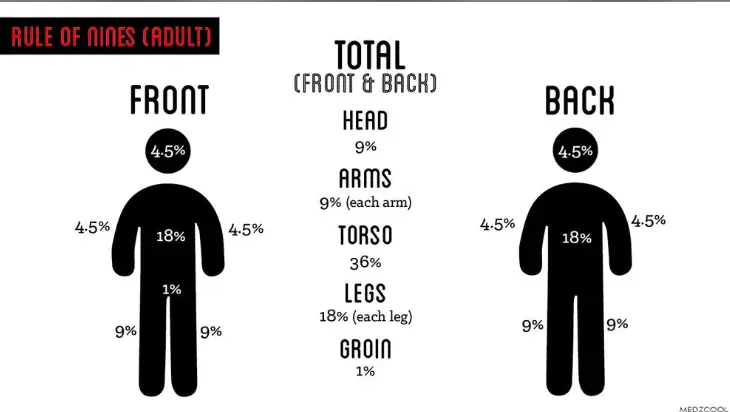 RULE OF NINES (ADULT)
TOTAL
(FRONT & BACK)
FRONT
BACK
HEAD
9%
ARMS
9% (each arm)
TORSO
36%
LEGS
18% (each leg)
GROIN
1%
4.5%
4.5%
18%
4.5%
1%
9%
9%
4.5%
4.5%
18%
4.5%
9%
9%
MEDZCOOL